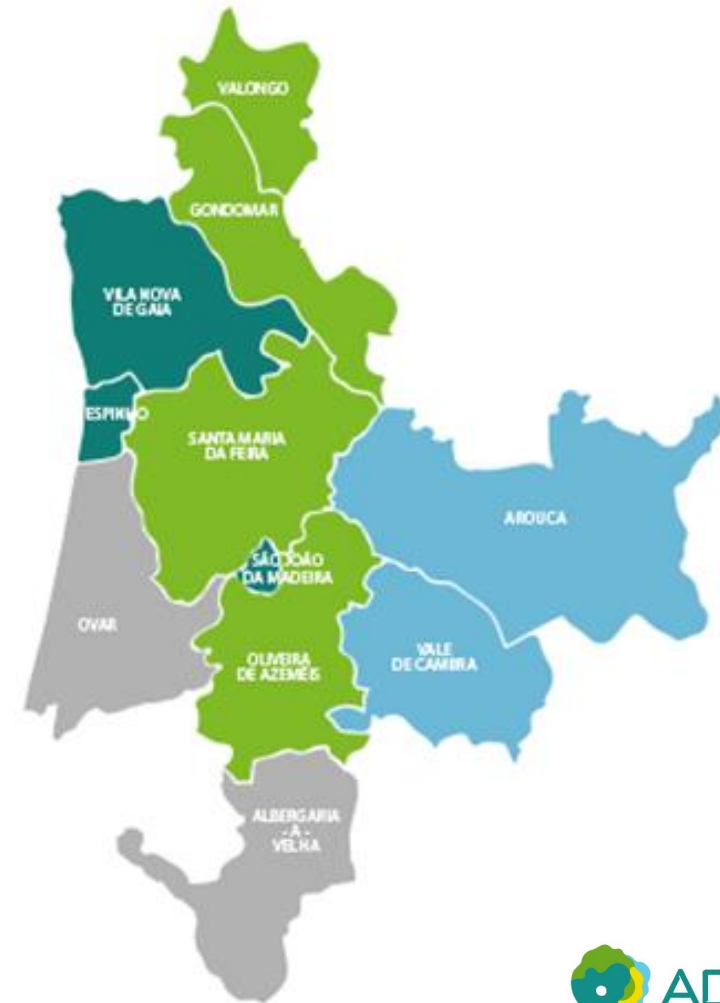 VALONGO
GONDOMAR
VILA NOVA
DE GAIA
ESPINHO
SANTA MARIA
DA FEIRA
AROUCA
SÃO JOÃO
DA MADEIRA
OVAR
VALE
DE CAMBRA
OLIVEIRA
DE AZEMÉIS
ALBERGARIA
- A -
VELHA